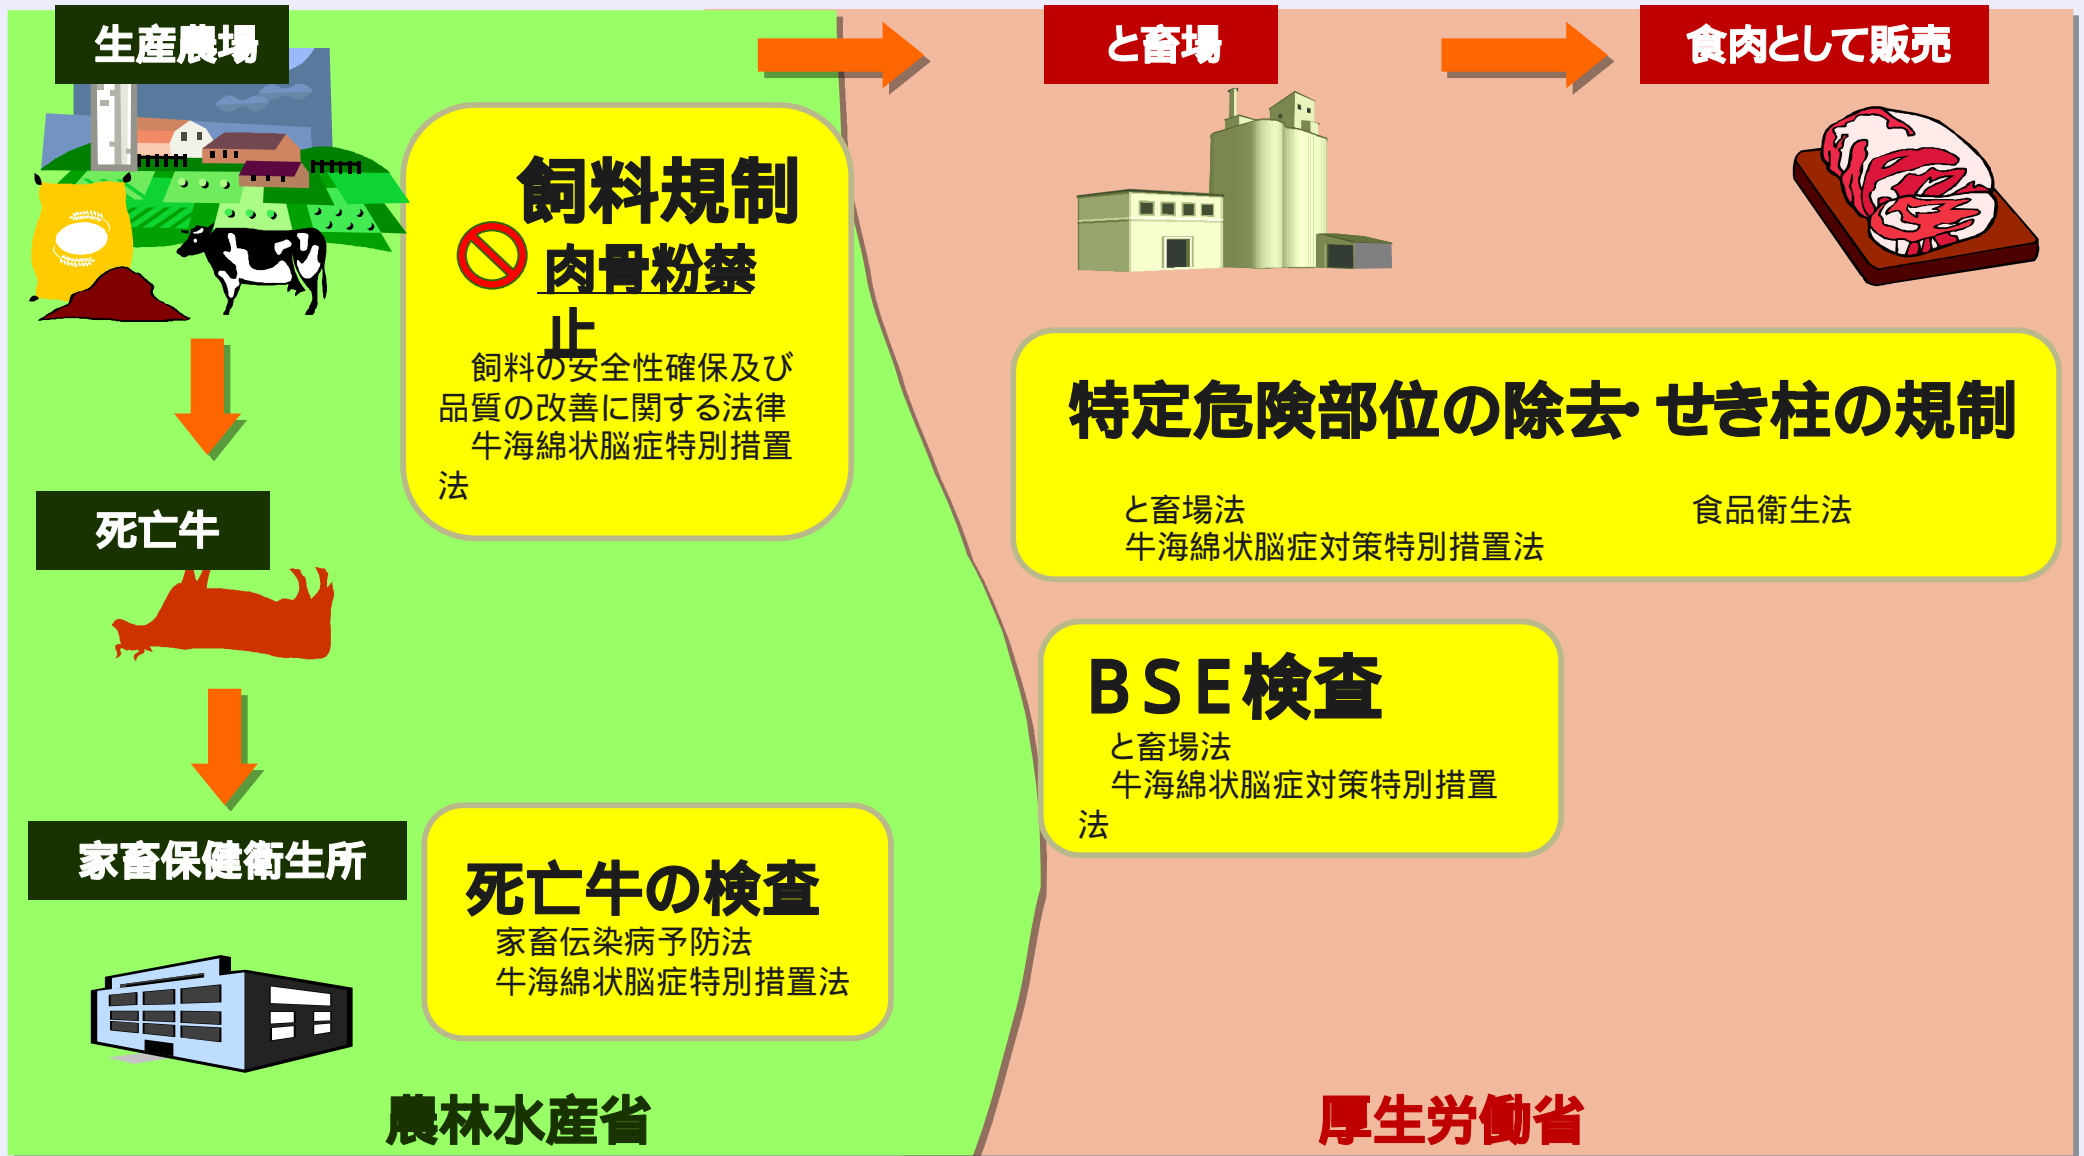 生産農場
と畜場
食肉として販売
飼料規制
肉骨粉禁
止
飼料の安全性確保及び
品質の改善に関する法律
牛海綿状脳症特別措置
法
特定危険部位の除去・せき柱の規制
と畜場法
食品衛生法
牛海綿状脳症対策特別措置法
死亡牛
BSE検査
と畜場法
牛海綿状脳症対策特別措置
法
家畜保健衛生所
死亡牛の検査
家畜伝染病予防法
牛海綿状脳症特別措置法
農林水産省
厚生労働省